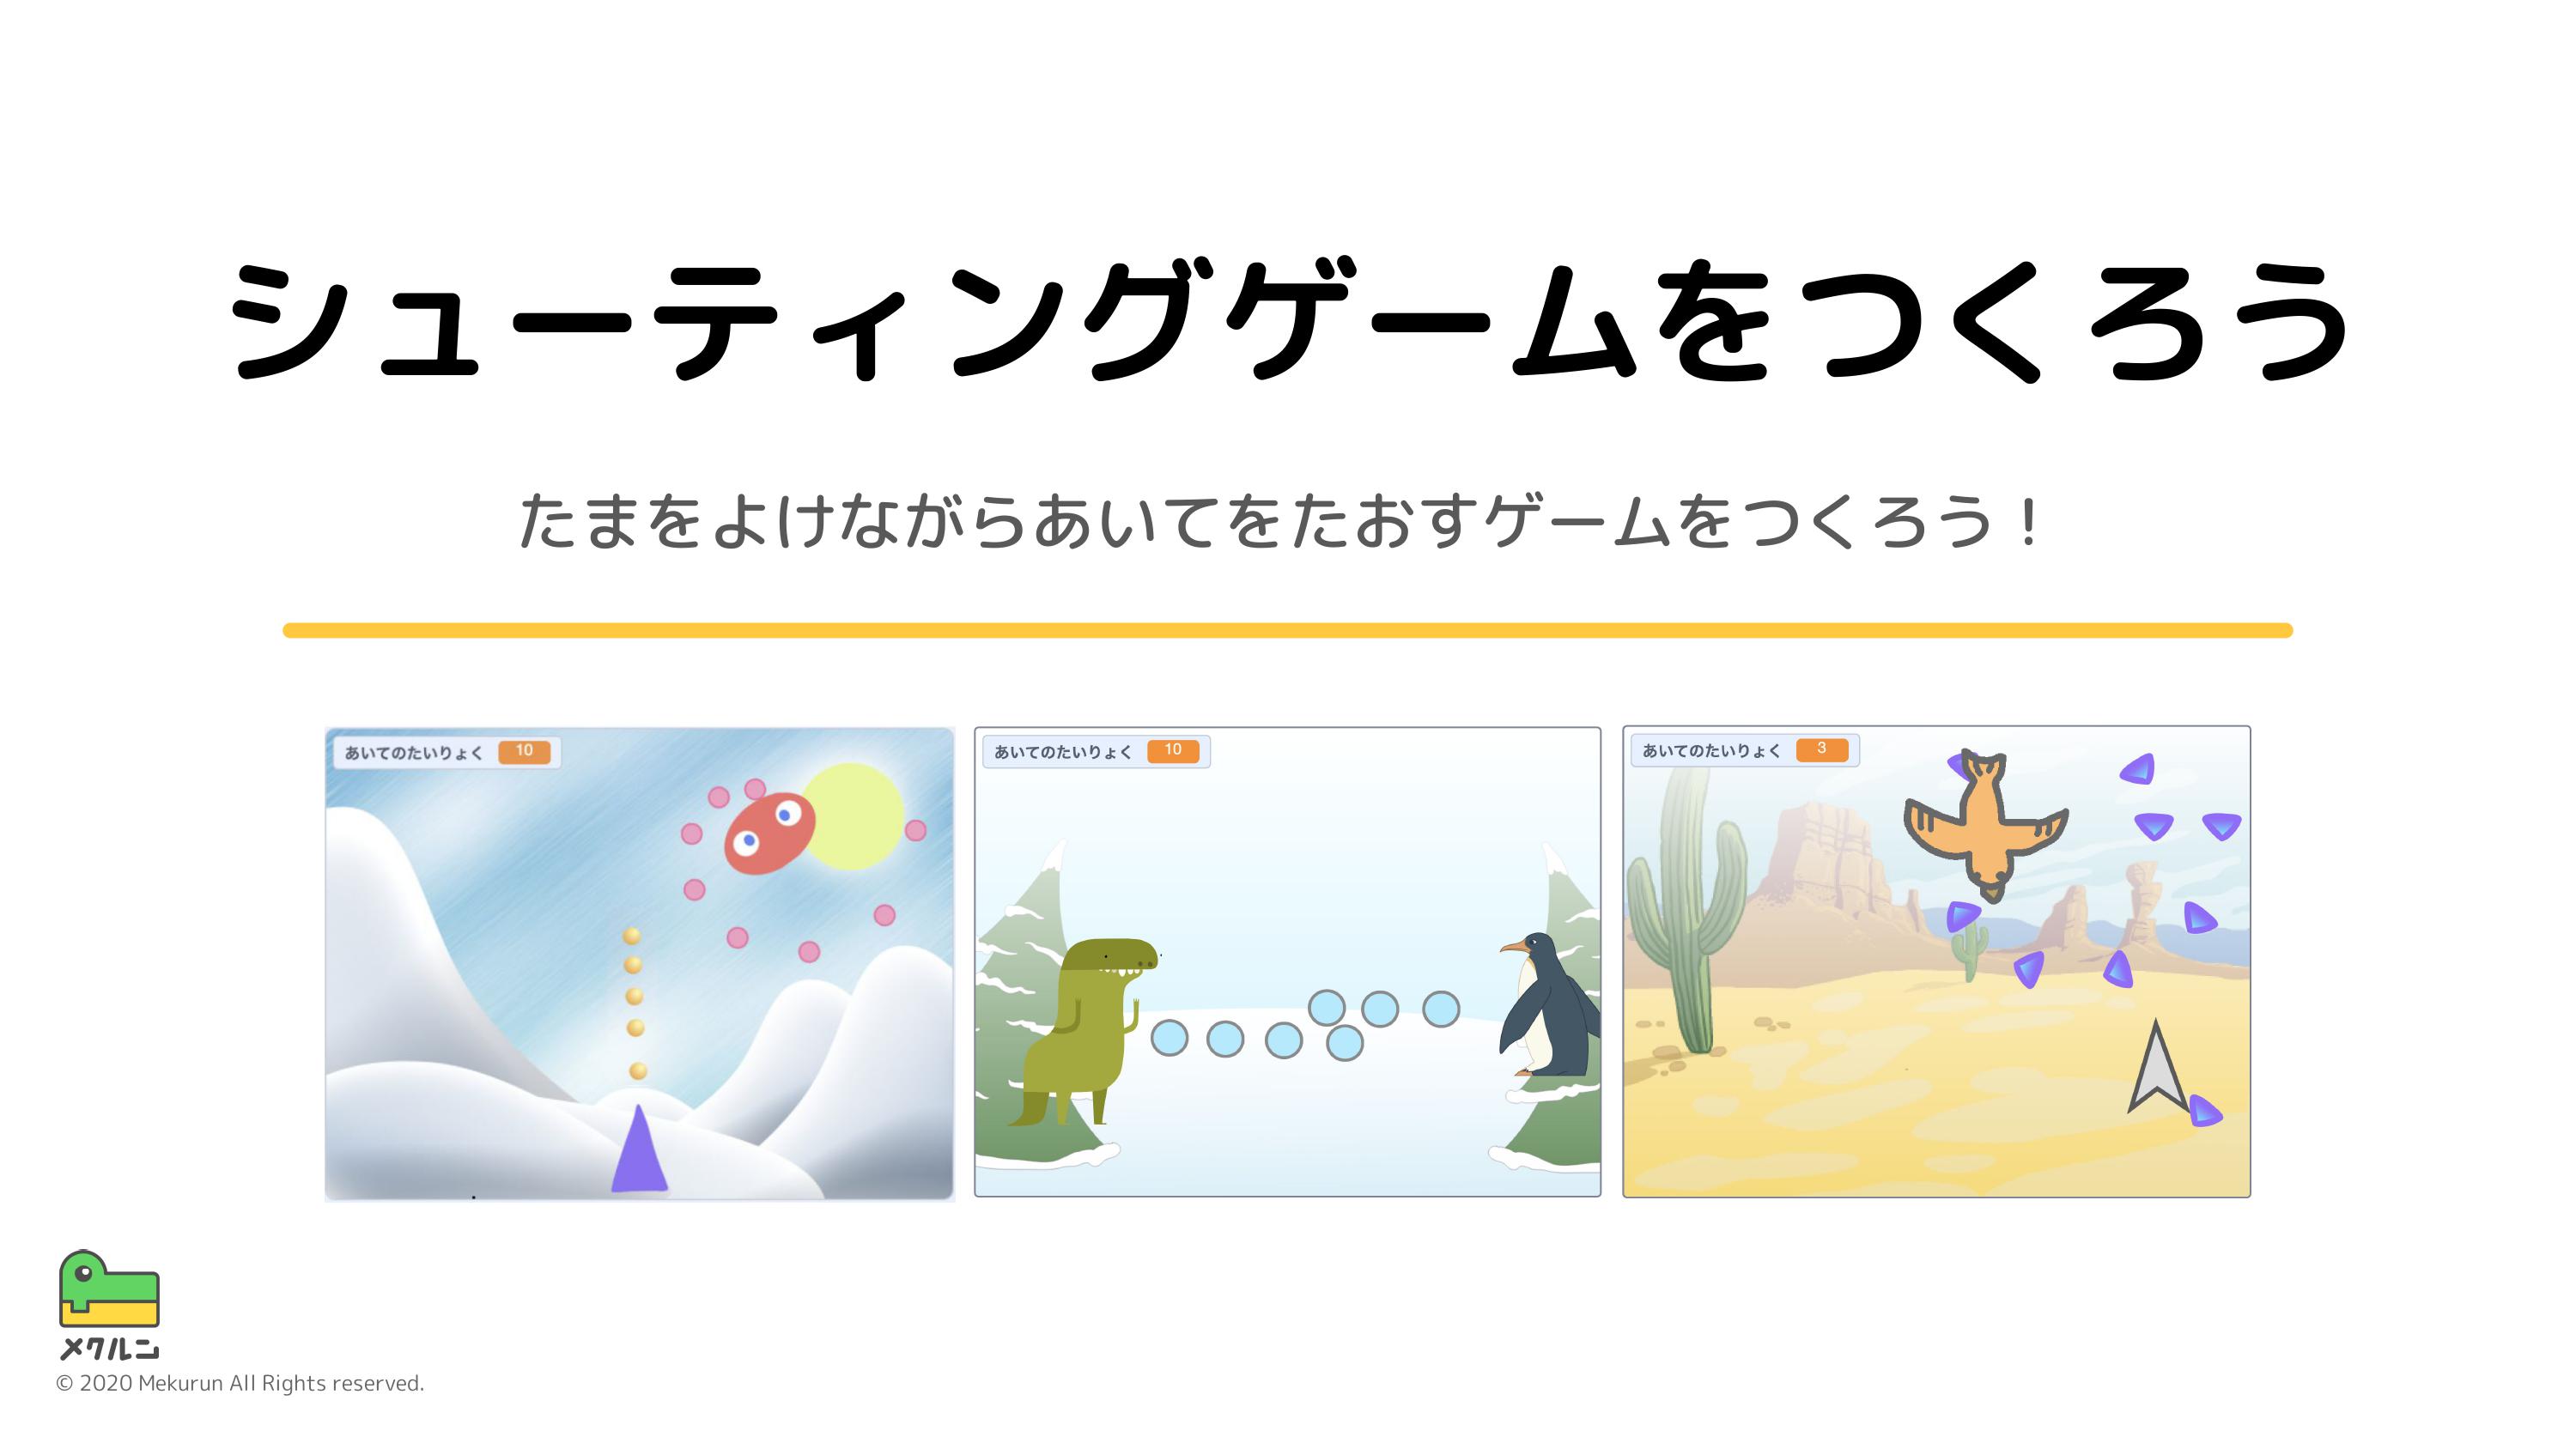 シューティングゲームをつくろう
たまをよけながらあいてをたおすゲームをつくろう！
あいてのたいりょく 10
あいてのたいりょく 10
あいてのたいりょく 3
メクルン
© 2020 Mekurun All Rights reserved.